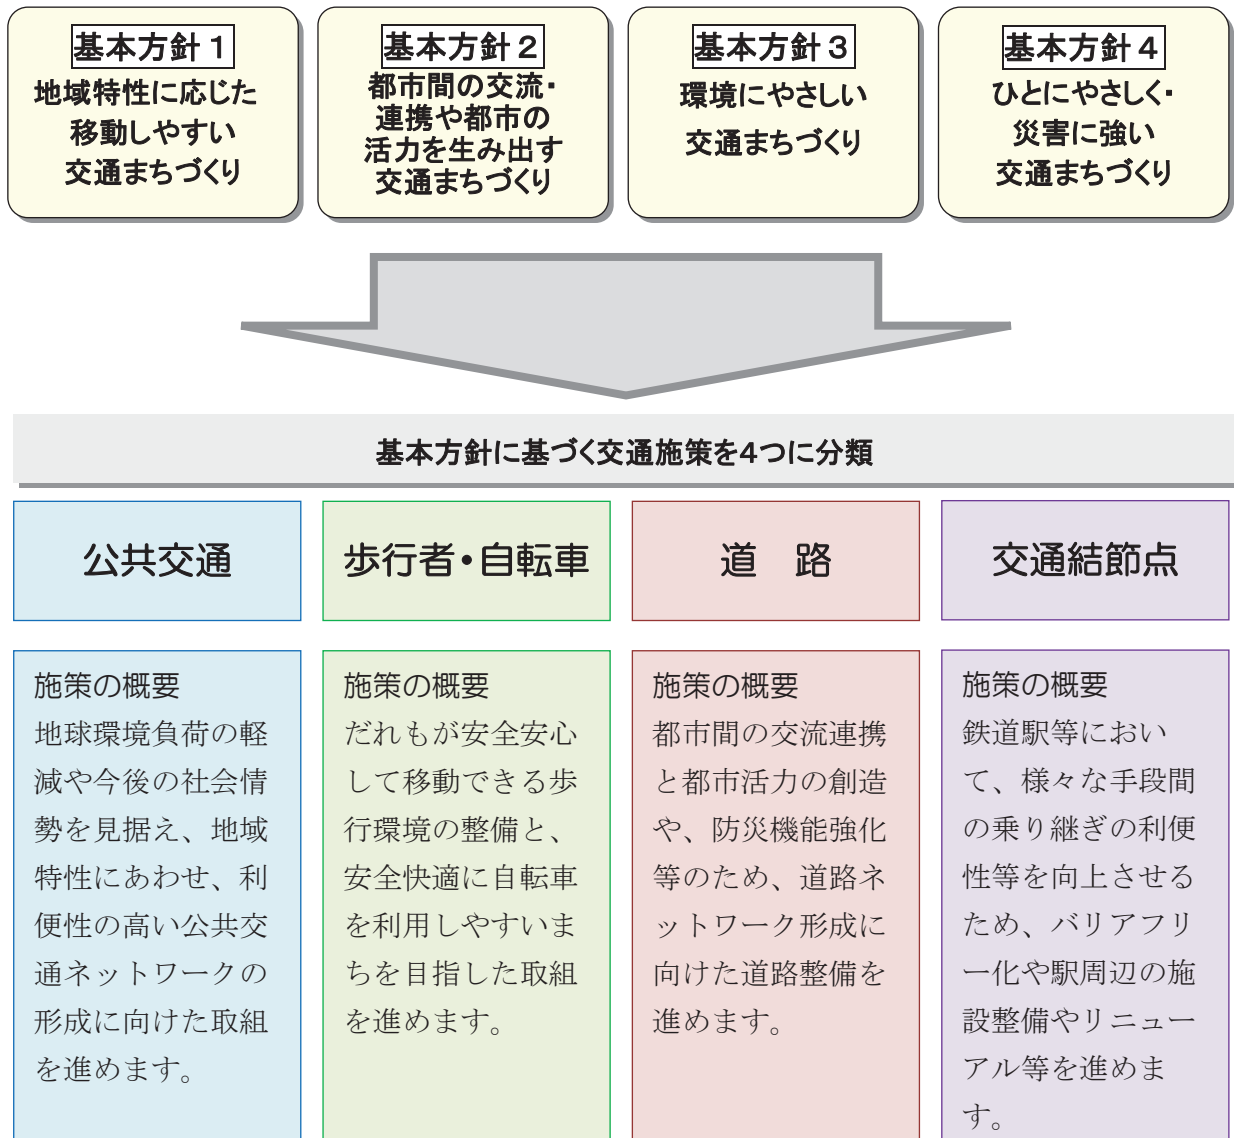 基本方針1
地域特性に応じた
移動しやすい
交通まちづくり
基本方針2
都市間の交流・
連携や都市の
活力を生み出す
交通まちづくり
基本方針3
環境にやさしい
交通まちづくり
基本方針4
ひとにやさしく・
災害に強い
交通まちづくり
基本方針に基づく交通施策を4つに分類
公共交通
歩行者・自転車
道　路
交通結節点
施策の概要
地球環境負荷の軽
減や今後の社会情
勢を見据え、地域
特性にあわせ、利
便性の高い公共交
通ネットワークの
形成に向けた取組
を進めます。
施策の概要
だれもが安全安心
して移動できる歩
行環境の整備と、
安全快適に自転車
を利用しやすいま
ちを目指した取組
を進めます。
施策の概要
都市間の交流連携
と都市活力の創造
や、防災機能強化
等のため、道路ネ
ットワーク形成に
向けた道路整備を
進めます。
施策の概要
鉄道駅等におい
て、様々な手段間
の乗り継ぎの利便
性等を向上させる
ため、バリアフリ
ー化や駅周辺の施
設整備やリニュー
アル等を進めま
す。